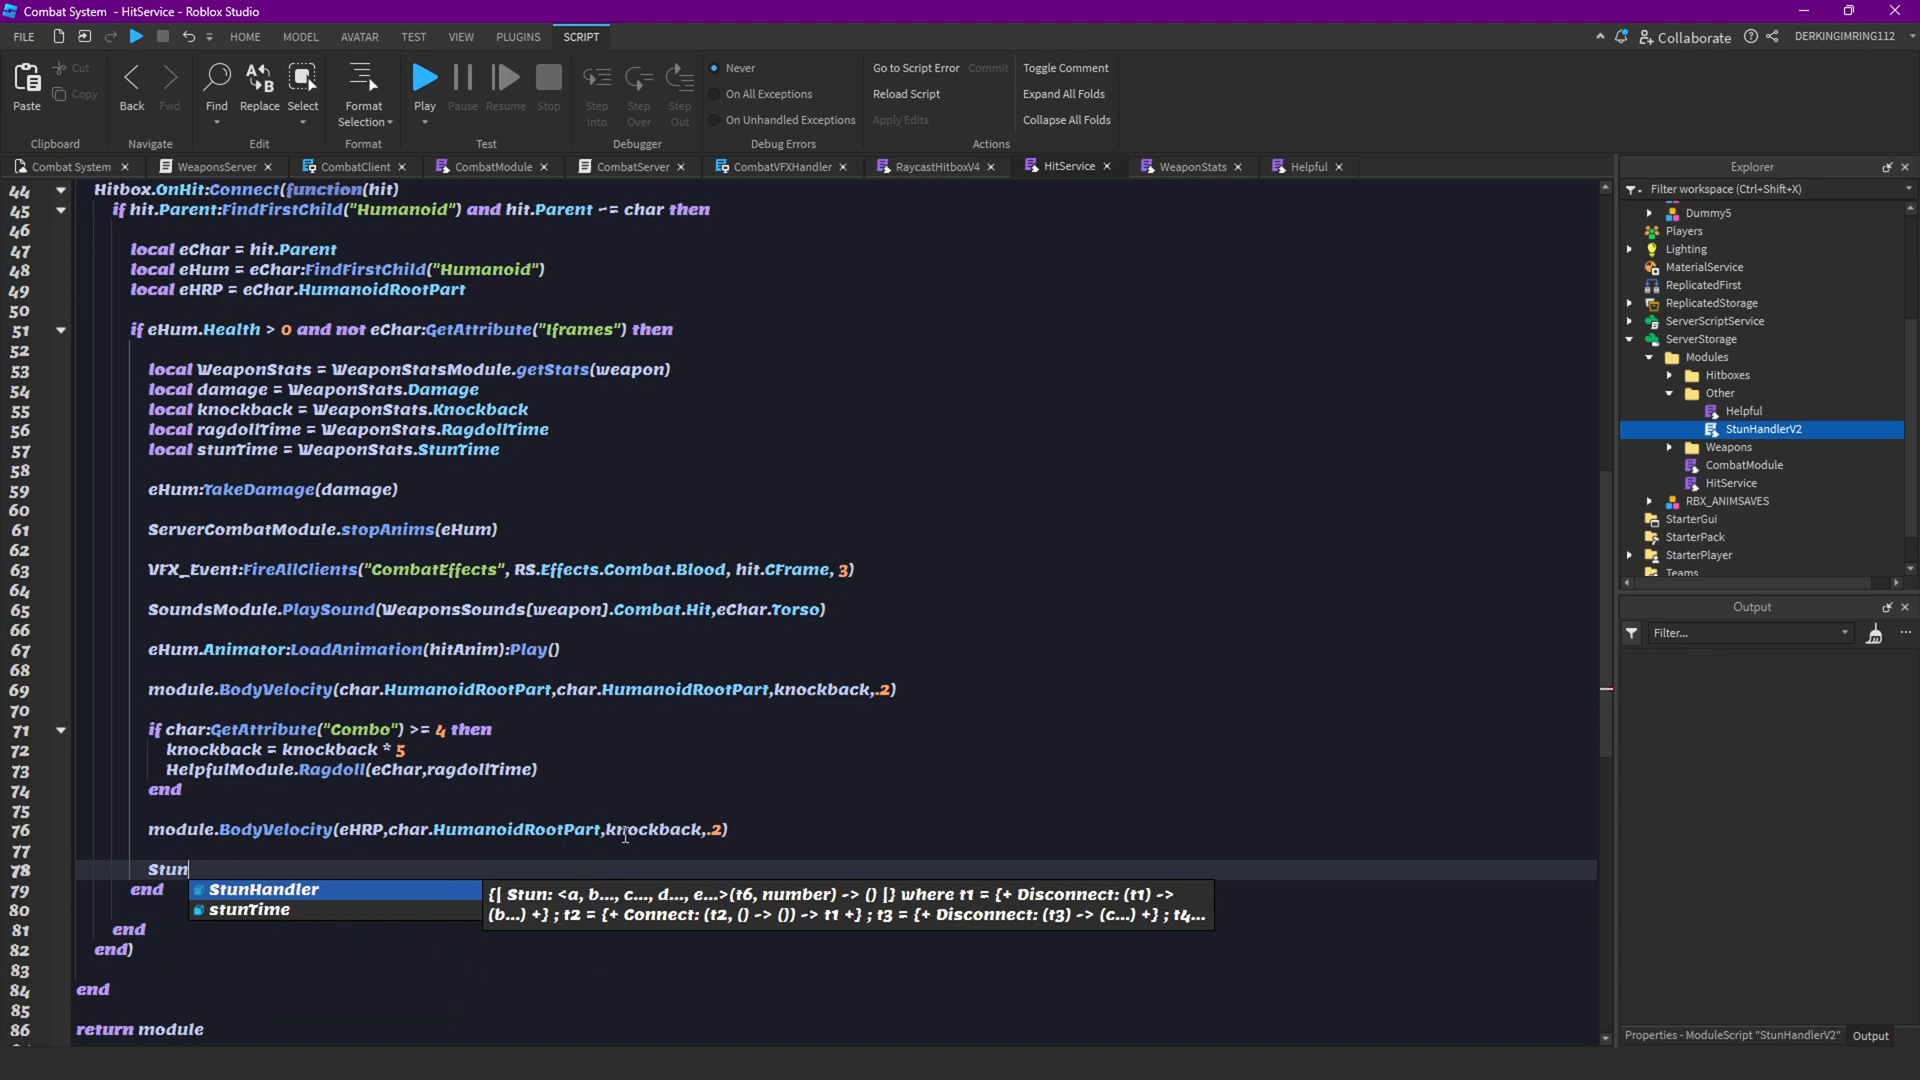 Combat System - HitService - Roblox Studio
FILE HOME MODEL AVATAR TEST VIEW PLUGINS SCRIPT Collaborate DERKINGIMRING112
Paste Cut Copy Back Fwd Find Replace Select Format Selection Play Pause Resume Stop Step Into Step Over Step Out
Never Go to Script Error Commit Toggle Comment
On All Exceptions Reload Script Expand All Folds
On Unhandled Exceptions Apply Edits Collapse All Folds
Clipboard Navigate Edit Format Test Debugger Debug Errors Actions
Combat System WeaponsServer CombatClient CombatModule CombatServer CombatVFXHandler RaycastHitboxV4 HitService WeaponStats Helpful
44 Hitbox.OnHit:Connect(function(hit)
45 if hit.Parent:FindFirstChild("Humanoid") and hit.Parent ~= char then
46
47 local eChar = hit.Parent
48 local eHum = eChar:FindFirstChild("Humanoid")
49 local eHRP = eChar.HumanoidRootPart
50
51 if eHum.Health > 0 and not eChar:GetAttribute("Iframes") then
52
53 local WeaponStats = WeaponStatsModule.getStats(weapon)
54 local damage = WeaponStats.Damage
55 local knockback = WeaponStats.Knockback
56 local ragdollTime = WeaponStats.RagdollTime
57 local stunTime = WeaponStats.StunTime
58
59 eHum:TakeDamage(damage)
60
61 ServerCombatModule.stopAnims(eHum)
62
63 VFX_Event:FireAllClients("CombatEffects", RS.Effects.Combat.Blood, hit.CFrame, 3)
64
65 SoundsModule.PlaySound(WeaponsSounds[weapon].Combat.Hit,eChar.Torso)
66
67 eHum.Animator:LoadAnimation(hitAnim):Play()
68
69 module.BodyVelocity(char.HumanoidRootPart,char.HumanoidRootPart,knockback,.2)
70
71 if char:GetAttribute("Combo") >= 4 then
72 knockback = knockback * 5
73 HelpfulModule.Ragdoll(eChar,ragdollTime)
74 end
75
76 module.BodyVelocity(eHRP,char.HumanoidRootPart,knockback,.2)
77
78 Stun
79 end
80
81 end
82 end)
83
84 end
85
86 return module
StunHandler
stunTime
{| Stun: <a, b..., c..., d..., e...>(t6, number) -> () |} where t1 = {+ Disconnect: (t1) ->
(b...) +} ; t2 = {+ Connect: (t2, () -> ()) -> t1 +} ; t3 = {+ Disconnect: (t3) -> (c...) +} ; t4...
Explorer
Filter workspace (Ctrl+Shift+X)
Dummy5
Players
Lighting
MaterialService
ReplicatedFirst
ReplicatedStorage
ServerScriptService
ServerStorage
Modules
Hitboxes
Other
Helpful
StunHandlerV2
Weapons
CombatModule
HitService
RBX_ANIMSAVES
StarterGui
StarterPack
StarterPlayer
Teams
Output
Filter...
Properties - ModuleScript "StunHandlerV2" Output